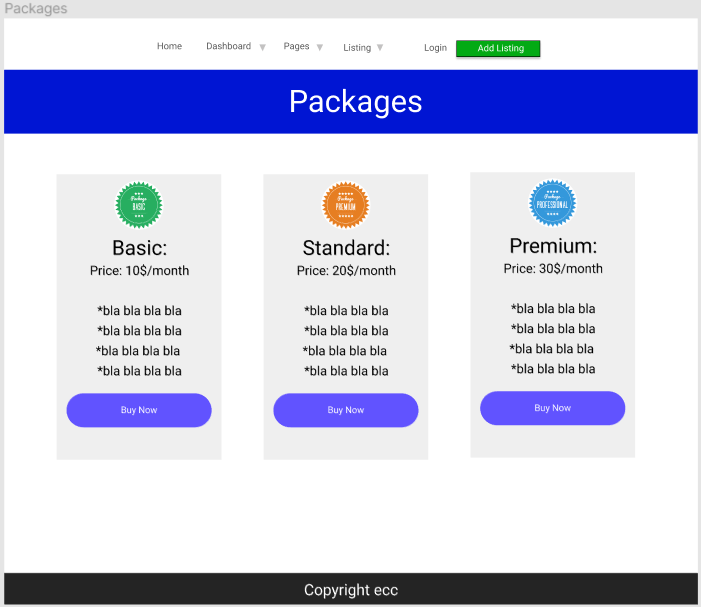 Packages
Home Dashboard Pages Listing Login Add Listing
Packages
Package
BASIC
Basic:
Price: 10$/month
*bla bla bla bla
*bla bla bla bla
*bla bla bla bla
*bla bla bla bla
Buy Now
Package
PREMIUM
Standard:
Price: 20$/month
*bla bla bla bla
*bla bla bla bla
*bla bla bla bla
*bla bla bla bla
Buy Now
Package
PROFESSIONAL
Premium:
Price: 30$/month
*bla bla bla bla
*bla bla bla bla
*bla bla bla bla
*bla bla bla bla
Buy Now
Copyright ecc